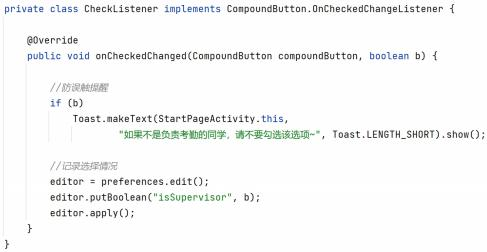 private class CheckListener implements CompoundButton.OnCheckedChangeListener {
@Override
public void onCheckedChanged(CompoundButton compoundButton, boolean b) {
//防误触提醒
if (b)
Toast.makeText(StartPageActivity.this,
"如果不是负责考勤的同学，请不要勾选该选项~", Toast.LENGTH_SHORT).show();
//记录选择情况
editor = preferences.edit();
editor.putBoolean("isSupervisor", b);
editor.apply();
}
}